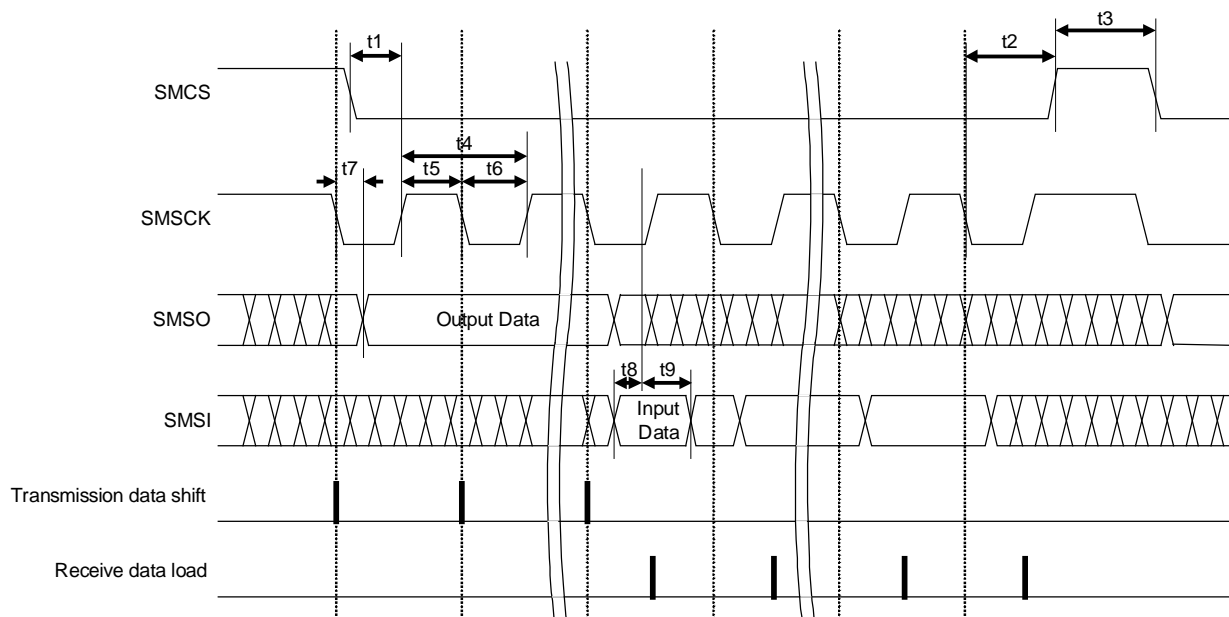 t1
t2
t3
SMCS
t4
t7
t5
t6
SMSCK
SMSO
Output Data
t8
t9
SMSI
Input
Data
Transmission data shift
Receive data load